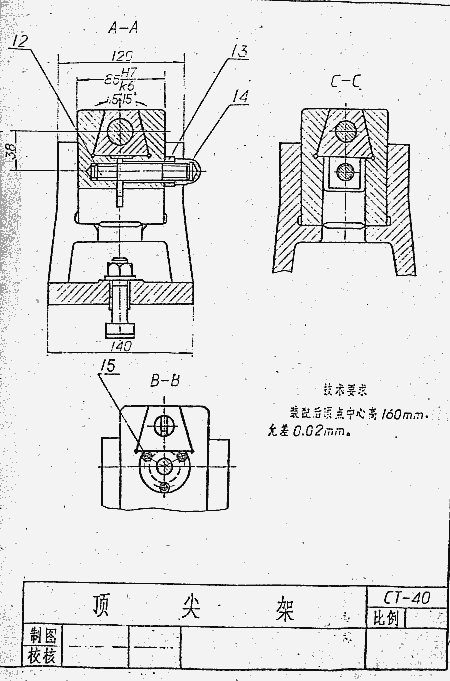 A-A
12
120
13
85 H7/k6
15° 15°
14
C-C
38
140
15
B-B
技术要求
装配后顶点中心高160mm.
允差0.02mm。
顶尖架
CT-40
比例
制图
校核